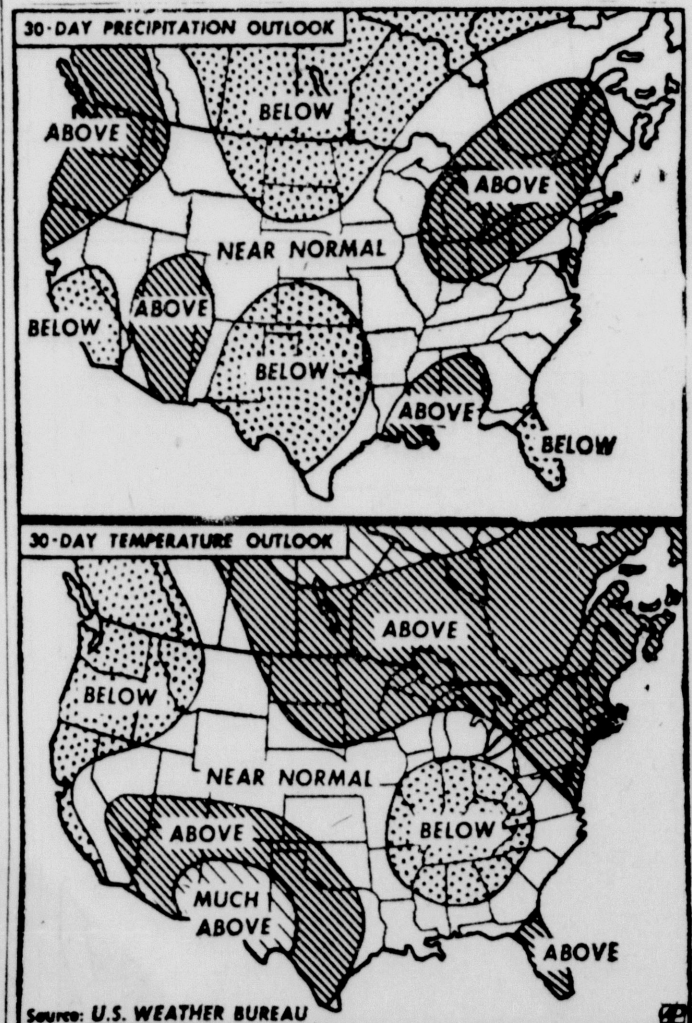 30-DAY PRECIPITATION OUTLOOK
BELOW
ABOVE
ABOVE
NEAR NORMAL
ABOVE
BELOW
BELOW
ABOVE
BELOW
30-DAY TEMPERATURE OUTLOOK
ABOVE
BELOW
NEAR NORMAL
ABOVE
BELOW
MUCH
ABOVE
ABOVE
Source: U.S. WEATHER BUREAU
AP